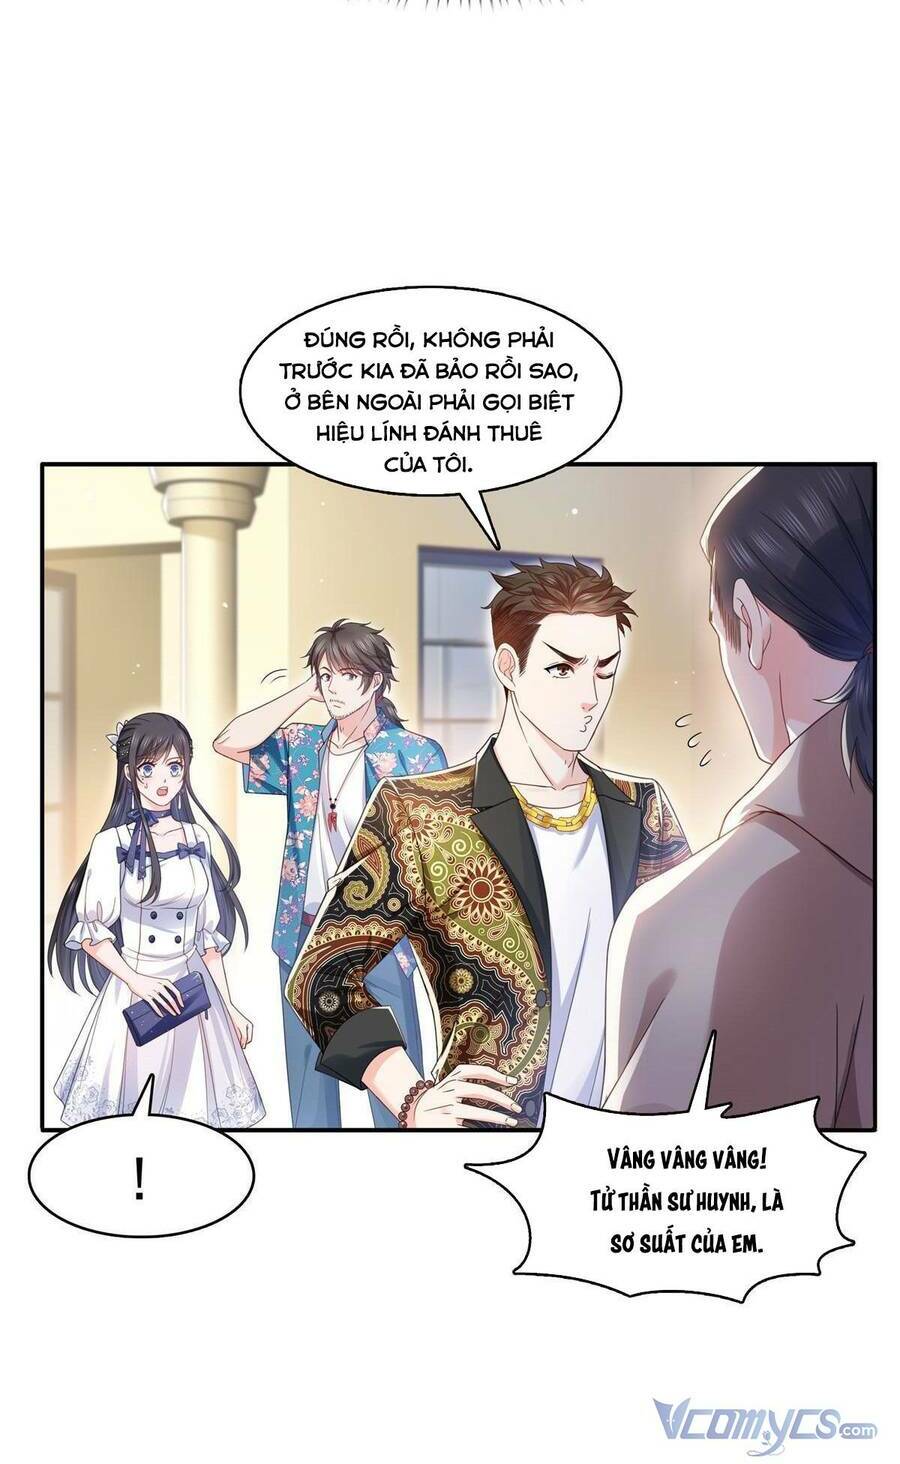 ĐÚNG RỒI, KHÔNG PHẢI
TRƯỚC KIA ĐÃ BẢO RỒI SAO,
Ở BÊN NGOÀI PHẢI GỌI BIỆT
HIỆU LÍNH ĐÁNH THUÊ
CỦA TÔI.
!
VÂNG VÂNG VÂNG!
TỬ THẦN SƯ HUYNH, LÀ
SƠ SUẤT CỦA EM.
VCOMYCS.com